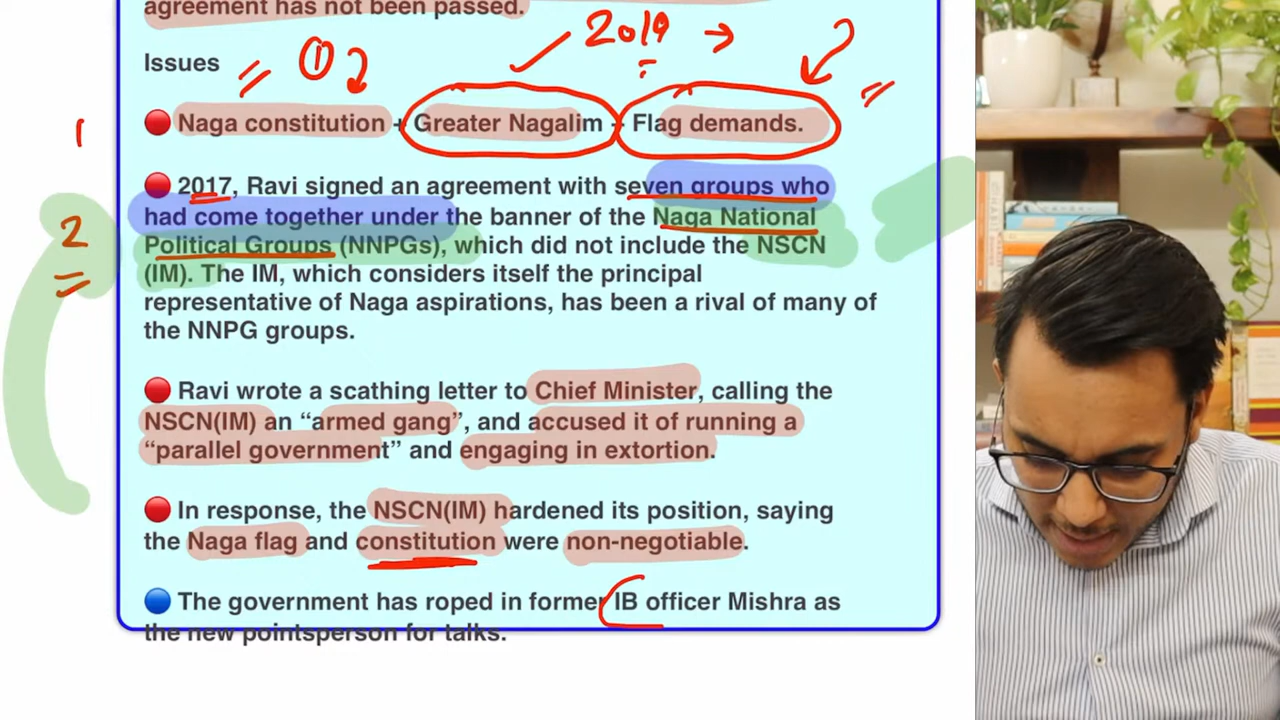 agreement has not been passed.
2019 →
Issues
①
Naga constitution + Greater Nagalim + Flag demands.
1
2017, Ravi signed an agreement with seven groups who
had come together under the banner of the Naga National
2
Political Groups (NNPGs), which did not include the NSCN
(IM). The IM, which considers itself the principal
representative of Naga aspirations, has been a rival of many of
the NNPG groups.
Ravi wrote a scathing letter to Chief Minister, calling the
NSCN(IM) an “armed gang”, and accused it of running a
“parallel government” and engaging in extortion.
In response, the NSCN(IM) hardened its position, saying
the Naga flag and constitution were non-negotiable.
The government has roped in former IB officer Mishra as
the new pointsperson for talks.